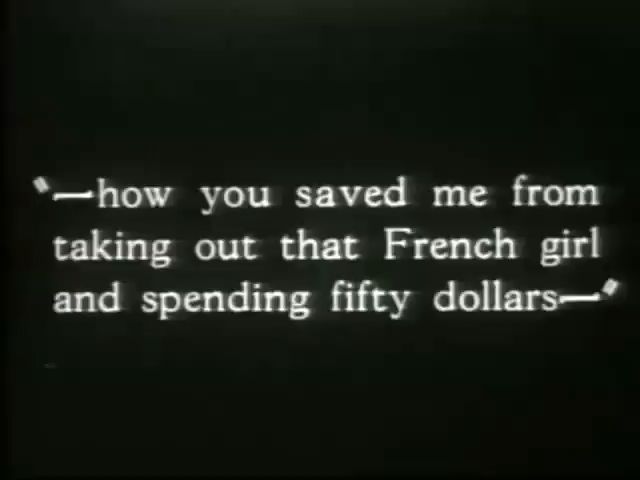 "—how you saved me from
taking out that French girl
and spending fifty dollars—"